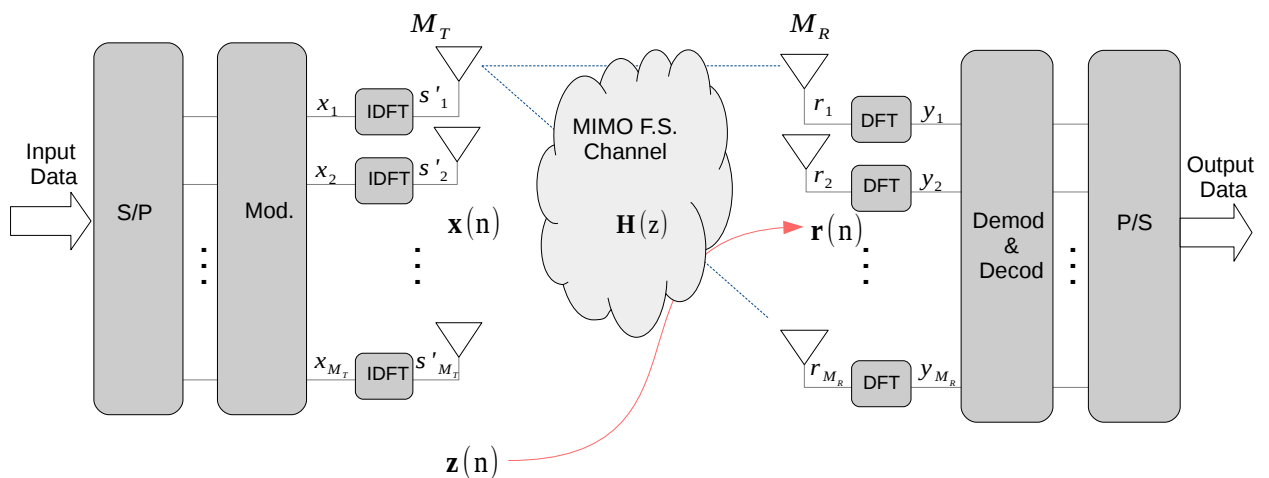 M_T
M_R
x_1
IDFT
s'_1
r_1
DFT
y_1
MIMO F.S.
Channel
Input
Data
x_2
IDFT
s'_2
r_2
DFT
y_2
Output
Data
S/P
Mod.
x(n)
H(z)
r(n)
Demod
&
Decod
P/S
x_{M_T}
IDFT
s'_{M_T}
r_{M_R}
DFT
y_{M_R}
z(n)